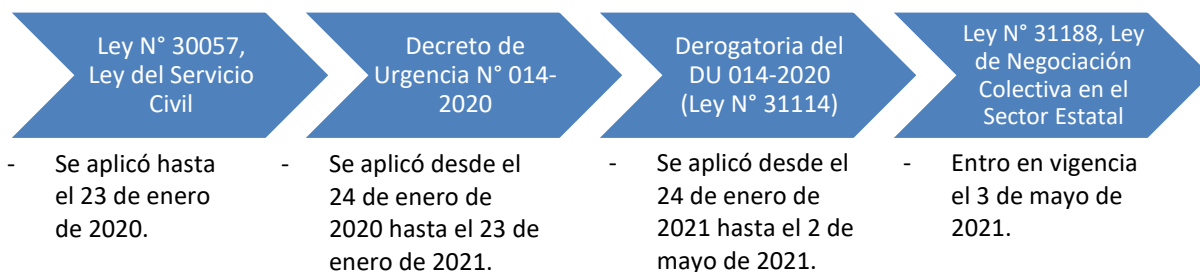 Ley N° 30057,
Ley del Servicio
Civil
Decreto de
Urgencia N° 014-
2020
Derogatoria del
DU 014-2020
(Ley N° 31114)
Ley N° 31188, Ley
de Negociación
Colectiva en el
Sector Estatal
- Se aplicó hasta
el 23 de enero
de 2020.
- Se aplicó desde el
24 de enero de
2020 hasta el 23 de
enero de 2021.
- Se aplicó desde el
24 de enero de
2021 hasta el 2 de
mayo de 2021.
- Entro en vigencia
el 3 de mayo de
2021.